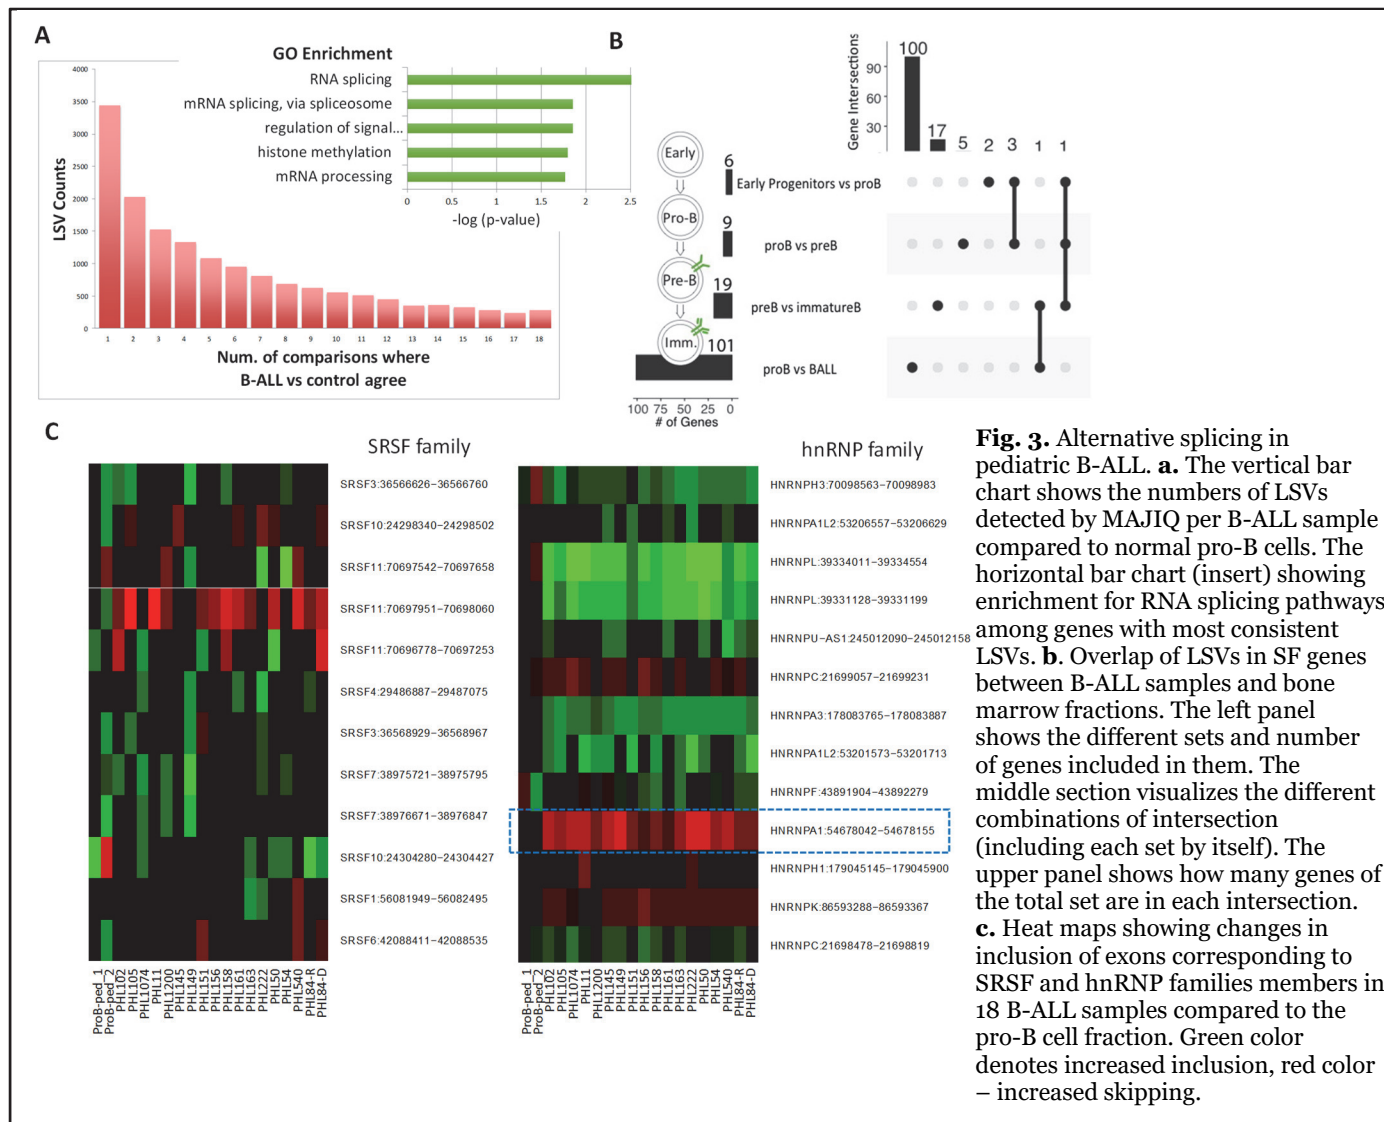 A
GO Enrichment
RNA splicing
mRNA splicing, via spliceosome
regulation of signal...
histone methylation
mRNA processing
0 0.5 1 1.5 2 2.5
-log (p-value)
LSV Counts
4000
3500
3000
2500
2000
1500
1000
500
0
1 2 3 4 5 6 7 8 9 10 11 12 13 14 15 16 17 18
Num. of comparisons where
B-ALL vs control agree
B
Gene Intersections
90
60
30
100 17 5 2 3 1 1
Early
Pro-B
Pre-B
Imm.
6
Early Progenitors vs proB
9
proB vs preB
19
preB vs immatureB
101
proB vs BALL
100 75 50 25 0
# of Genes
C
SRSF family
SRSF3:36566626-36566760
SRSF10:24298340-24298502
SRSF11:70697542-70697658
SRSF11:70697951-70698060
SRSF11:70696778-70697253
SRSF4:29486887-29487075
SRSF3:36568929-36568967
SRSF7:38975721-38975795
SRSF7:38976671-38976847
SRSF10:24304280-24304427
SRSF1:56081949-56082495
SRSF6:42088411-42088535
ProB-ped_1
ProB-ped_2
PHL102
PHL105
PHL1074
PHL11
PHL1200
PHL145
PHL149
PHL151
PHL156
PHL158
PHL161
PHL163
PHL222
PHL50
PHL54
PHL540
PHL84-R
PHL84-D
hnRNP family
HNRNPH3:70098563-70098983
HNRNPA1L2:53206557-53206629
HNRNPL:39334011-39334554
HNRNPL:39331128-39331199
HNRNPU-AS1:245012090-245012158
HNRNPC:21699057-21699231
HNRNPA3:178083765-178083887
HNRNPA1L2:53201573-53201713
HNRNPF:43891904-43892279
HNRNPA1:54678042-54678155
HNRNPH1:179045145-179045900
HNRNPK:86593288-86593367
HNRNPC:21698478-21698819
ProB-ped_1
ProB-ped_2
PHL102
PHL105
PHL1074
PHL11
PHL1200
PHL145
PHL149
PHL151
PHL156
PHL158
PHL161
PHL163
PHL222
PHL50
PHL54
PHL540
PHL84-R
PHL84-D
Fig. 3. Alternative splicing in
pediatric B-ALL. a. The vertical bar
chart shows the numbers of LSVs
detected by MAJIQ per B-ALL sample
compared to normal pro-B cells. The
horizontal bar chart (insert) showing
enrichment for RNA splicing pathways
among genes with most consistent
LSVs. b. Overlap of LSVs in SF genes
between B-ALL samples and bone
marrow fractions. The left panel
shows the different sets and number
of genes included in them. The
middle section visualizes the different
combinations of intersection
(including each set by itself). The
upper panel shows how many genes of
the total set are in each intersection.
c. Heat maps showing changes in
inclusion of exons corresponding to
SRSF and hnRNP families members in
18 B-ALL samples compared to the
pro-B cell fraction. Green color
denotes increased inclusion, red color
– increased skipping.